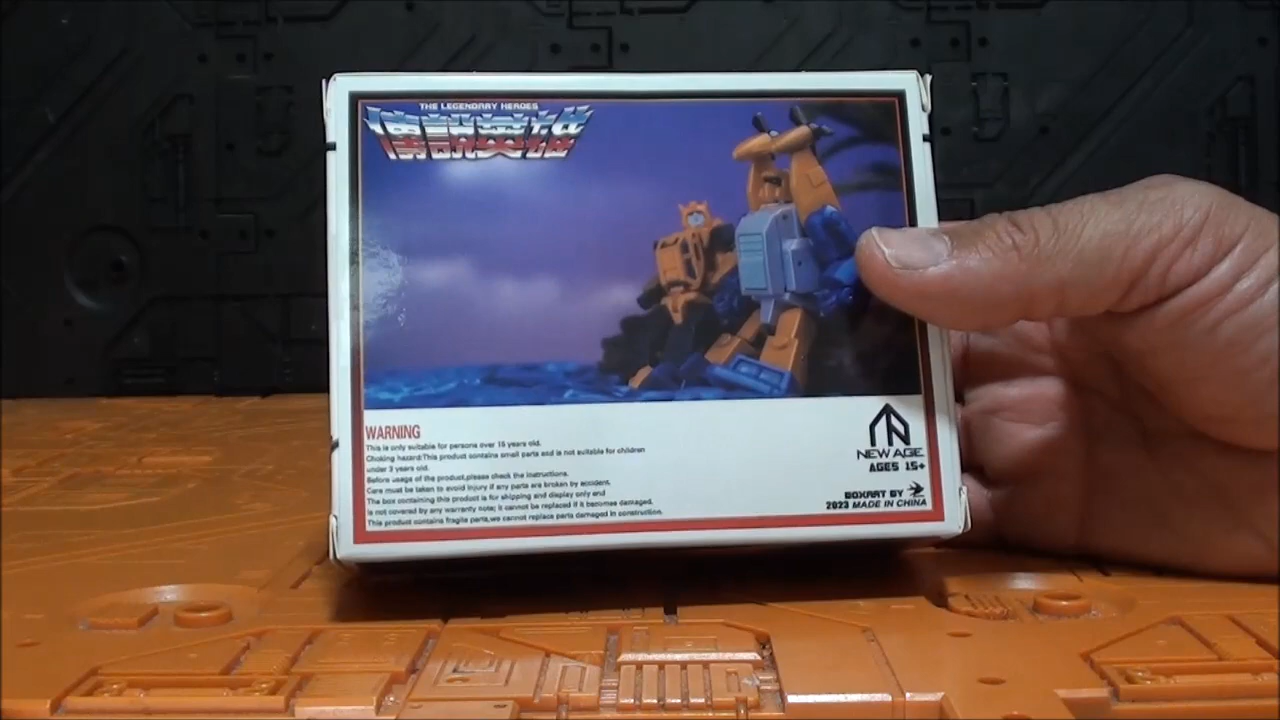 THE LEGENDARY HEROES
傳說英雄
WARNING
This is only suitable for persons over 15 years old.
Choking hazard:This product contains small parts and is not suitable for children
under 3 years old.
Before usage of the product,please check the instructions.
Care must be taken to avoid injury if any parts are broken by accident.
The box containing this product is for shipping and display only and
is not covered by any warranty note; it cannot be replaced if it becomes damaged.
This product contains fragile parts,we cannot replace parts damaged in construction.
NEW AGE
AGES 15+
BOXART BY
2023 MADE IN CHINA